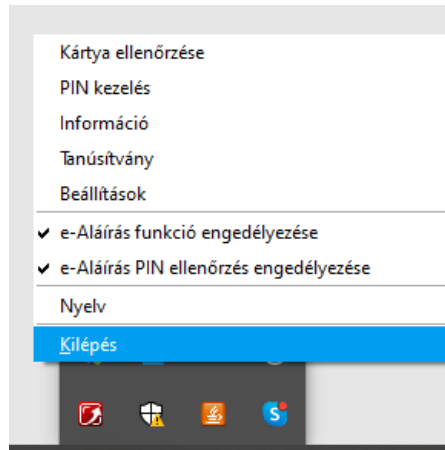 Kártya ellenőrzése
PIN kezelés
Információ
Tanúsítvány
Beállítások
e-Aláírás funkció engedélyezése
e-Aláírás PIN ellenőrzés engedélyezése
Nyelv
Kilépés